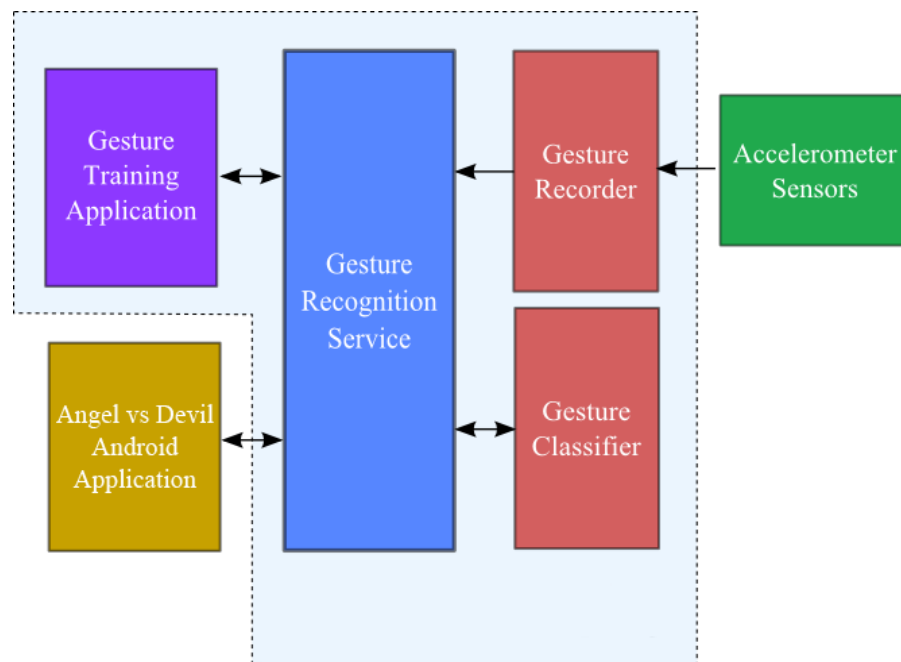 Gesture
Training
Application
Gesture
Recognition
Service
Gesture
Recorder
Accelerometer
Sensors
Angel vs Devil
Android
Application
Gesture
Classifier